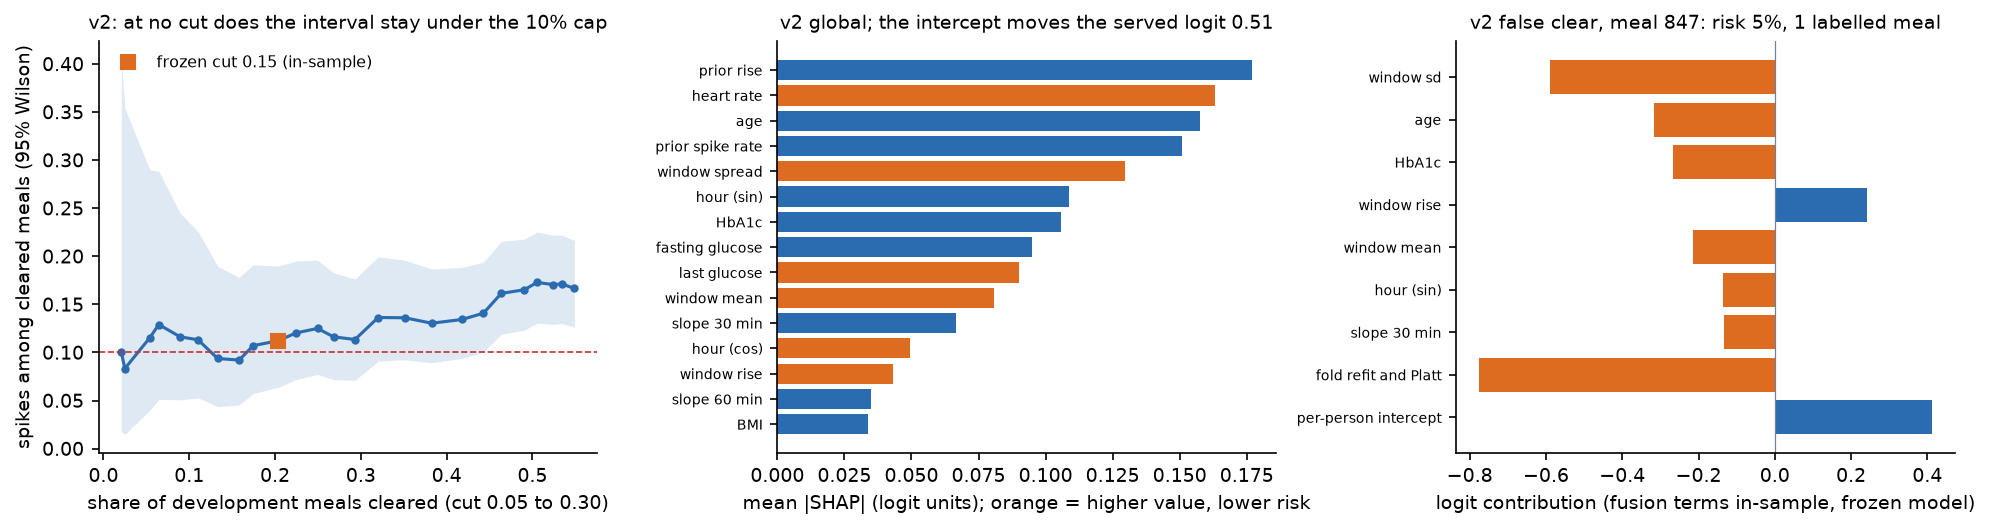 v2: at no cut does the interval stay under the 10% cap
frozen cut 0.15 (in-sample)
spikes among cleared meals (95% Wilson)
0.40
0.35
0.30
0.25
0.20
0.15
0.10
0.05
0.00
0.0 0.1 0.2 0.3 0.4 0.5
share of development meals cleared (cut 0.05 to 0.30)
v2 global; the intercept moves the served logit 0.51
prior rise
heart rate
age
prior spike rate
window spread
hour (sin)
HbA1c
fasting glucose
last glucose
window mean
slope 30 min
hour (cos)
window rise
slope 60 min
BMI
0.000 0.025 0.050 0.075 0.100 0.125 0.150 0.175
mean |SHAP| (logit units); orange = higher value, lower risk
v2 false clear, meal 847: risk 5%, 1 labelled meal
window sd
age
HbA1c
window rise
window mean
hour (sin)
slope 30 min
fold refit and Platt
per-person intercept
−0.8 −0.6 −0.4 −0.2 0.0 0.2 0.4
logit contribution (fusion terms in-sample, frozen model)